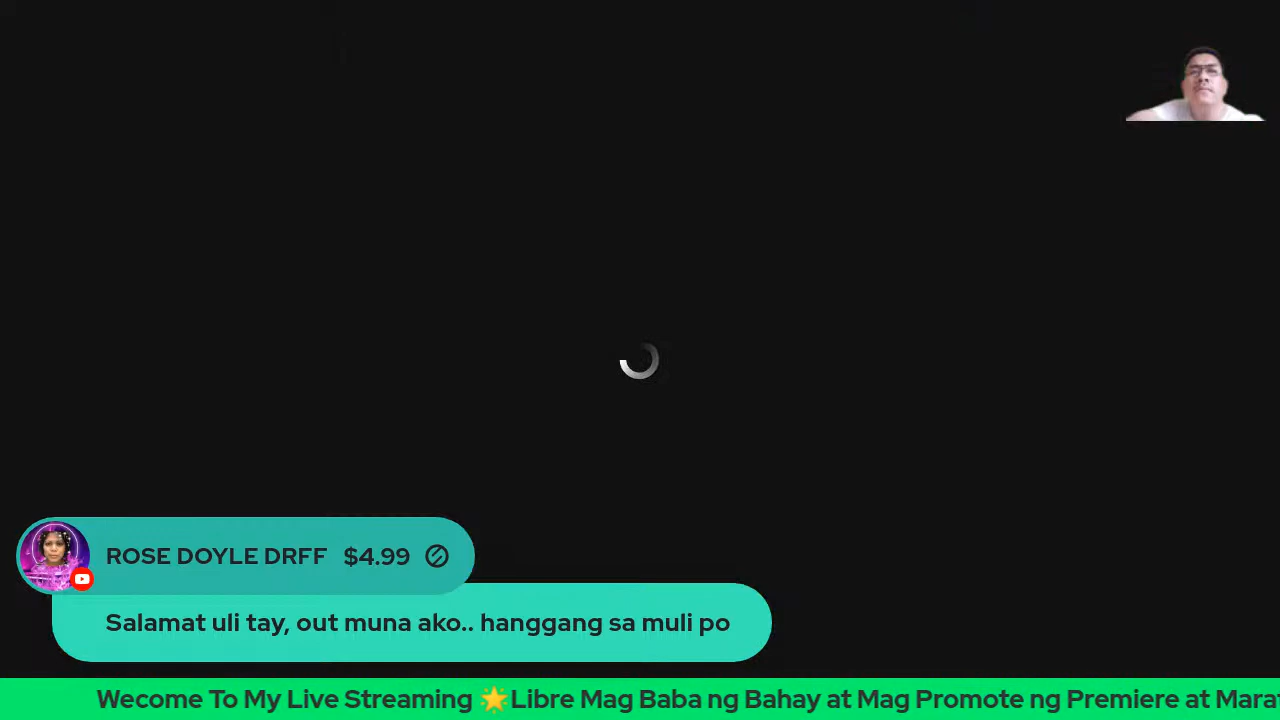 ROSE DOYLE DRFF $4.99
Salamat uli tay, out muna ako.. hanggang sa muli po
Wecome To My Live Streaming 🌟Libre Mag Baba ng Bahay at Mag Promote ng Premiere at